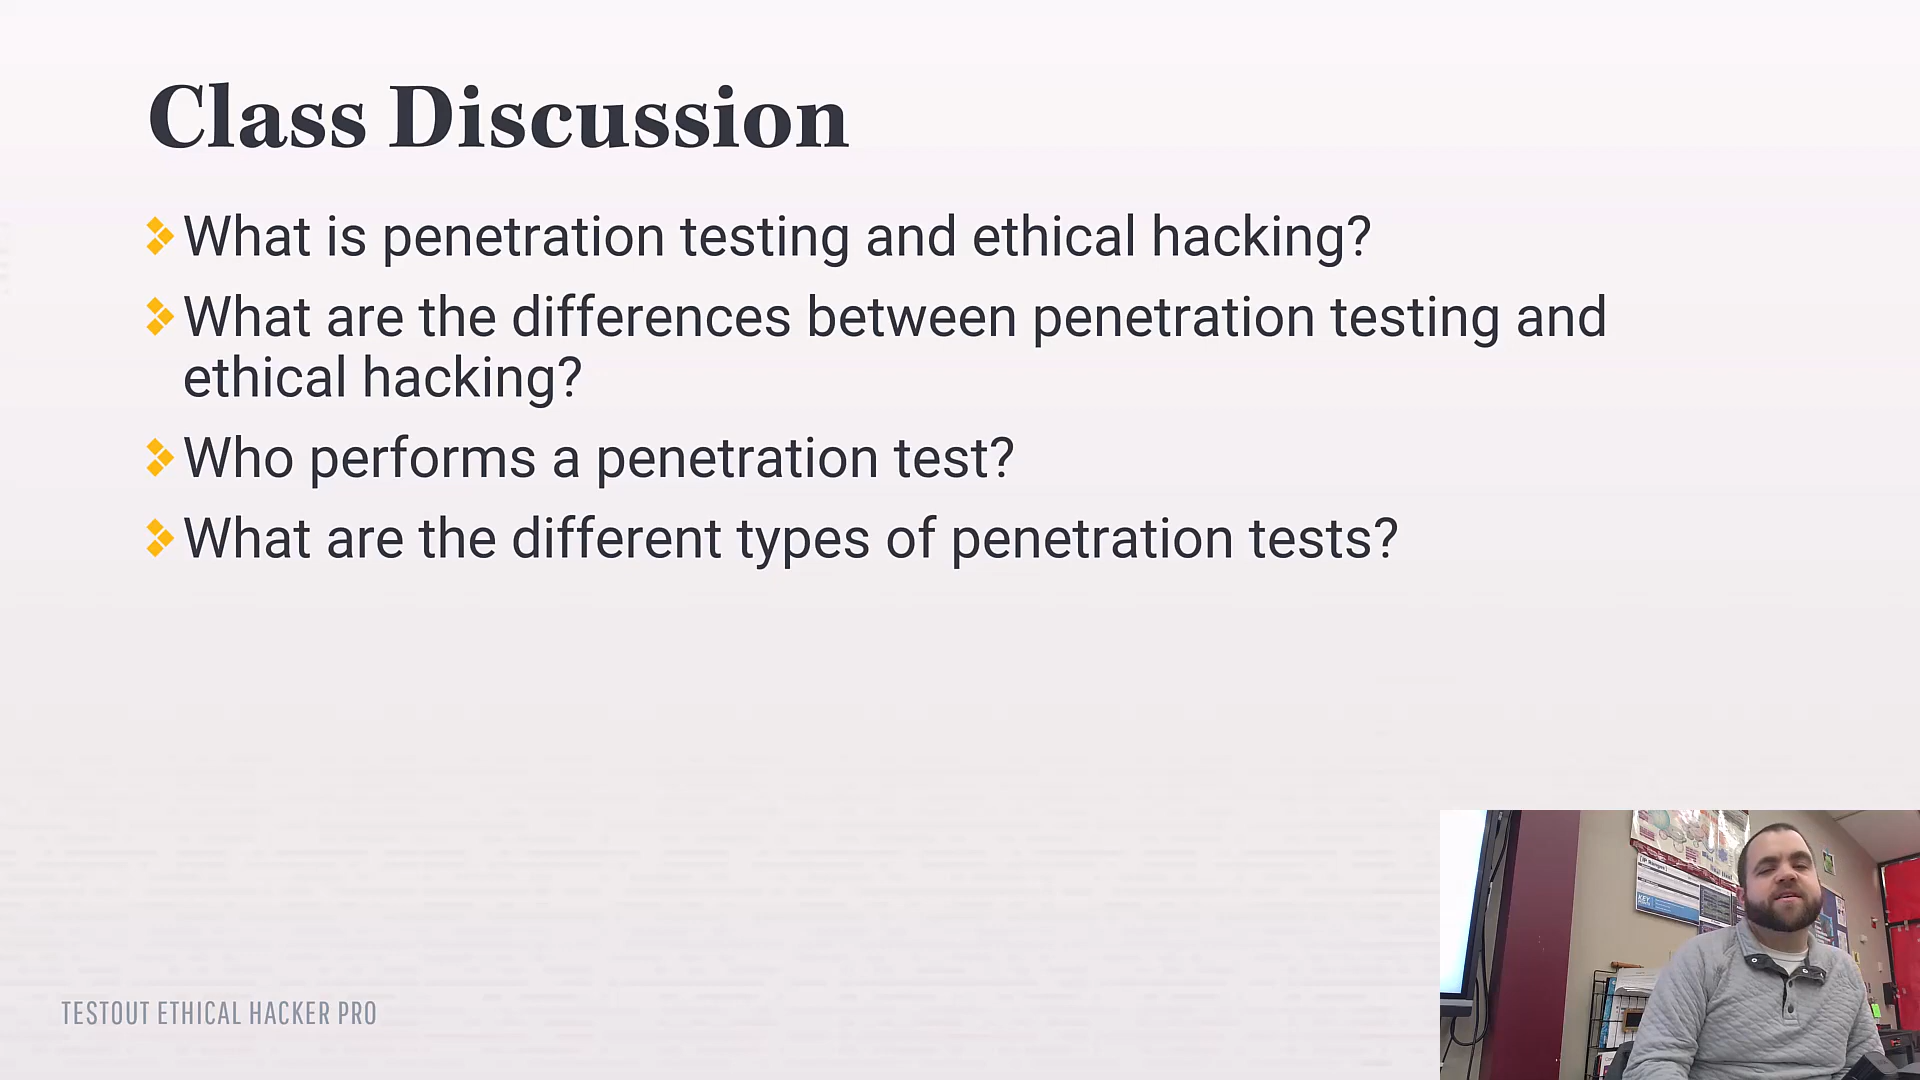 Class Discussion
What is penetration testing and ethical hacking?
What are the differences between penetration testing and
ethical hacking?
Who performs a penetration test?
What are the different types of penetration tests?
TESTOUT ETHICAL HACKER PRO